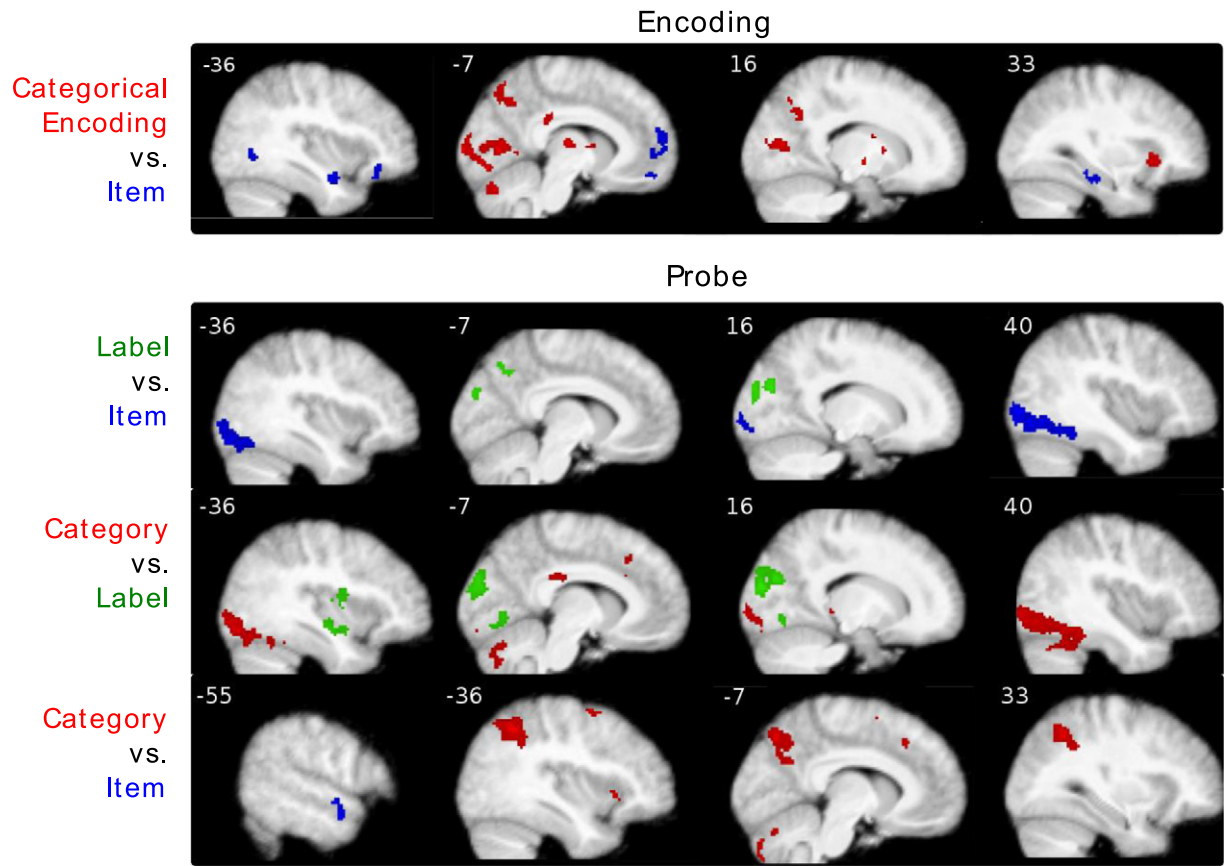 Encoding
Categorical
Encoding
vs.
Item
-36
-7
16
33
Probe
Label
vs.
Item
-36
-7
16
40
Category
vs.
Label
-36
-7
16
40
Category
vs.
Item
-55
-36
-7
33